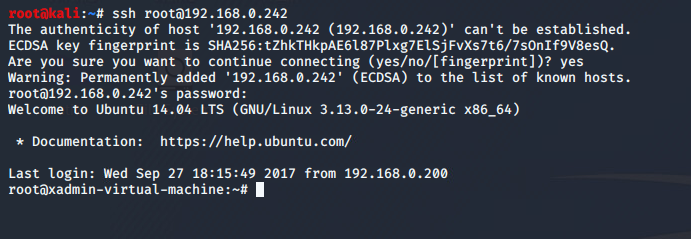 root@kali:~# ssh root@192.168.0.242
The authenticity of host '192.168.0.242 (192.168.0.242)' can't be established.
ECDSA key fingerprint is SHA256:tZhkTHkpAE6l87Plxg7ElSjFvXs7t6/7sOnIf9V8esQ.
Are you sure you want to continue connecting (yes/no/[fingerprint])? yes
Warning: Permanently added '192.168.0.242' (ECDSA) to the list of known hosts.
root@192.168.0.242's password:
Welcome to Ubuntu 14.04 LTS (GNU/Linux 3.13.0-24-generic x86_64)
* Documentation:  https://help.ubuntu.com/
Last login: Wed Sep 27 18:15:49 2017 from 192.168.0.200
root@xadmin-virtual-machine:~#